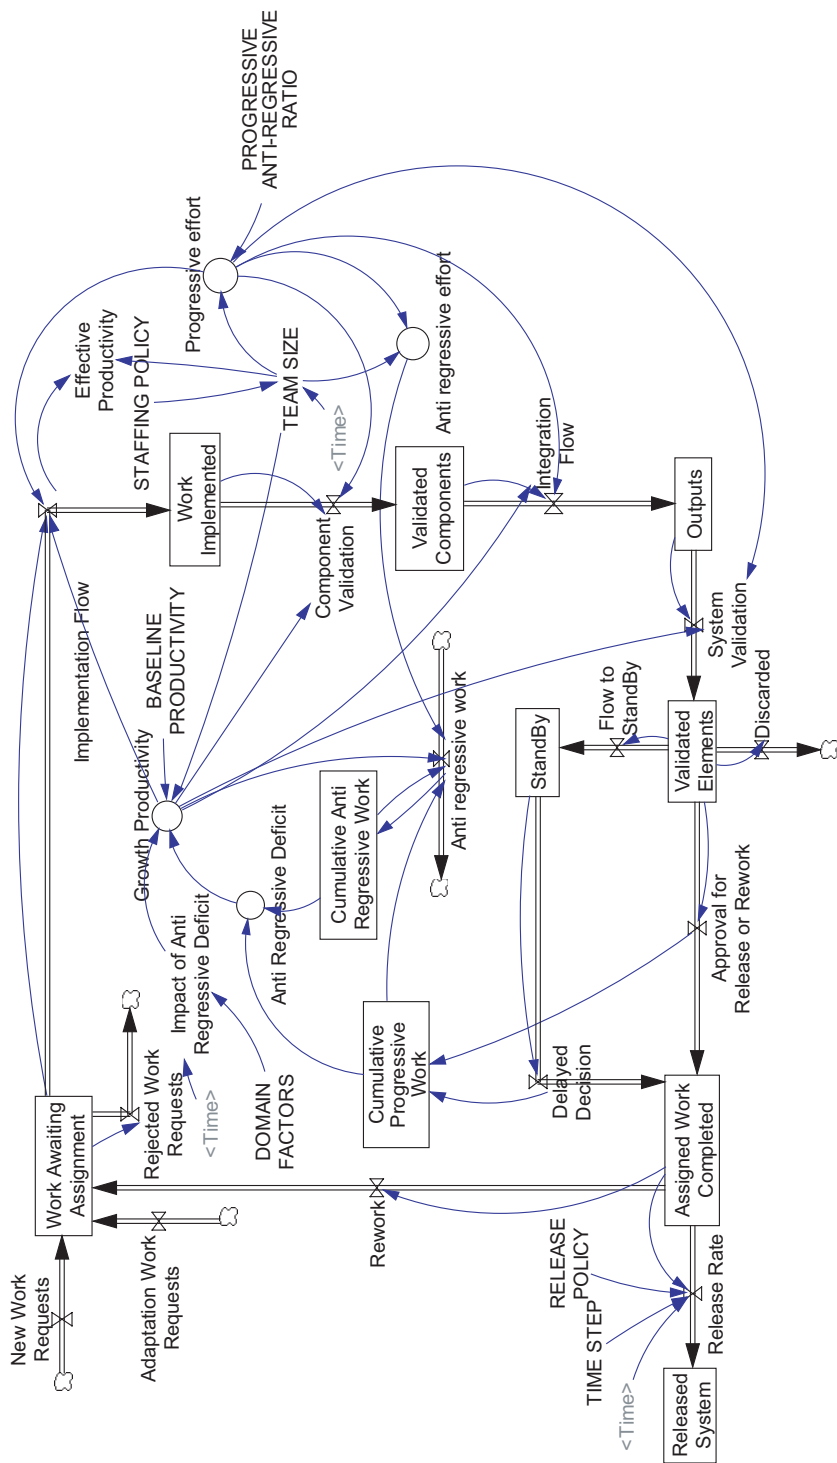 New Work
Requests
Adaptation Work
Requests
Work Awaiting
Assignment
Rejected Work
Requests
<Time>
Impact of Anti
Regressive Deficit
DOMAIN
FACTORS
Implementation Flow
Growth Productivity
BASELINE
PRODUCTIVITY
Anti Regressive Deficit
Cumulative Anti
Regressive Work
Anti regressive work
Cumulative
Progressive
Work
Effective
Productivity
STAFFING POLICY
Work
Implemented
TEAM SIZE
<Time>
Component
Validation
Validated
Components
Progressive effort
PROGRESSIVE
ANTI-REGRESSIVE
RATIO
Anti regressive effort
Integration
Flow
Outputs
System
Validation
Validated
Elements
Flow to
StandBy
Discarded
StandBy
Delayed
Decision
Approval for
Release or Rework
Assigned Work
Completed
Rework
RELEASE
POLICY
TIME STEP
<Time>
Release Rate
Released
System